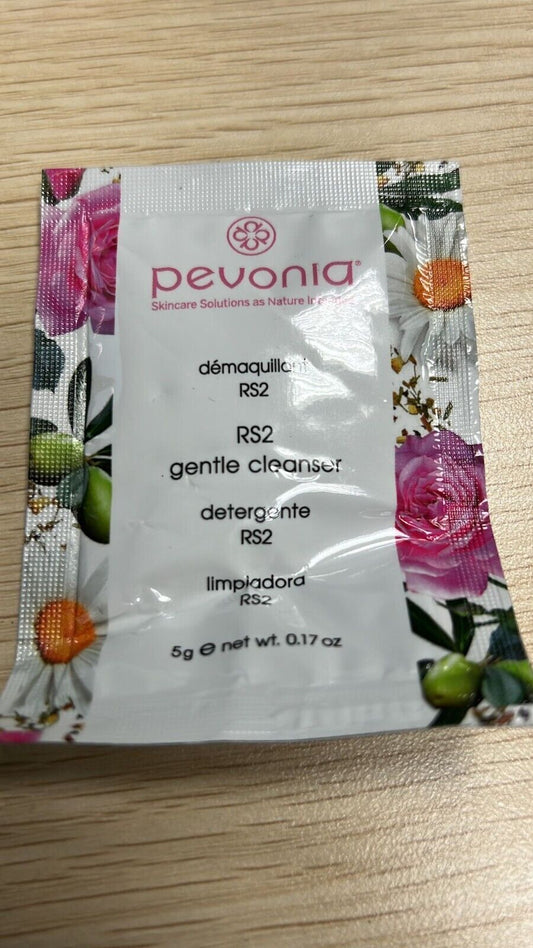 pevonia®
Skincare Solutions as Nature
démaquillant
RS2
RS2
gentle cleanser
detergente
RS2
limpiadora
RS2
5g ℮ net wt. 0.17 oz